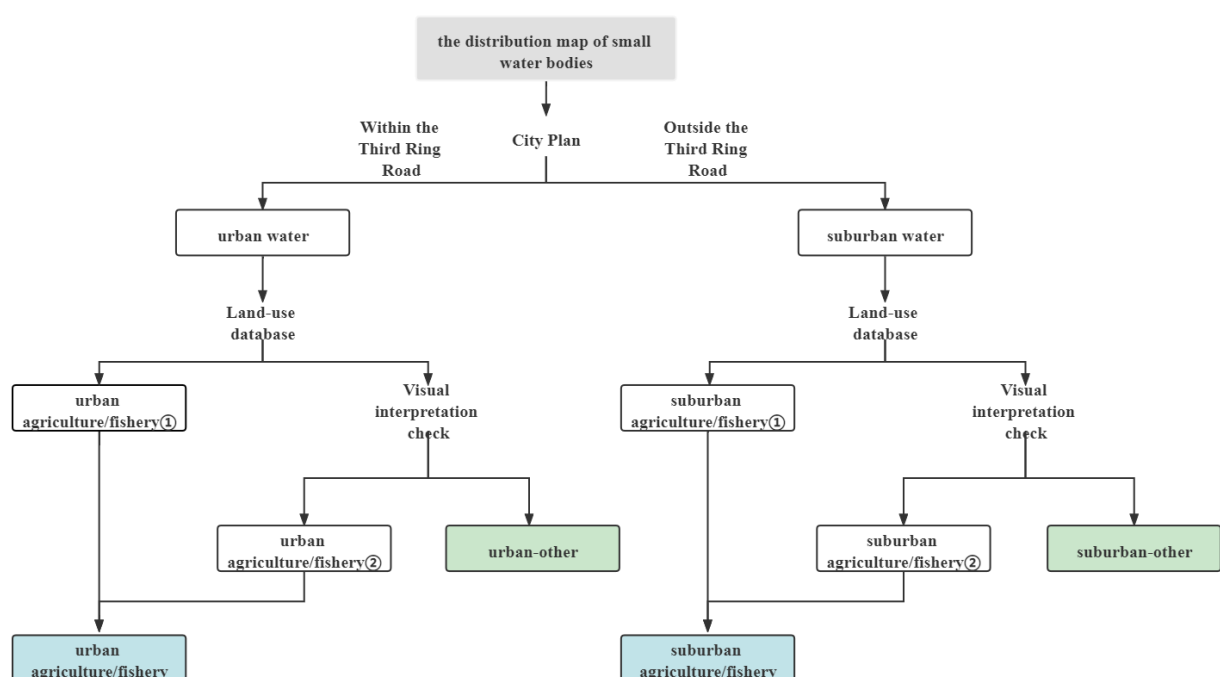 the distribution map of small
water bodies
Within the
Third Ring
Road
City Plan
Outside the
Third Ring
Road
urban water
suburban water
Land-use
database
Land-use
database
urban
agriculture/fishery①
Visual
interpretation
check
suburban
agriculture/fishery①
Visual
interpretation
check
urban
agriculture/fishery②
urban-other
suburban
agriculture/fishery②
suburban-other
urban
agriculture/fishery
suburban
agriculture/fishery